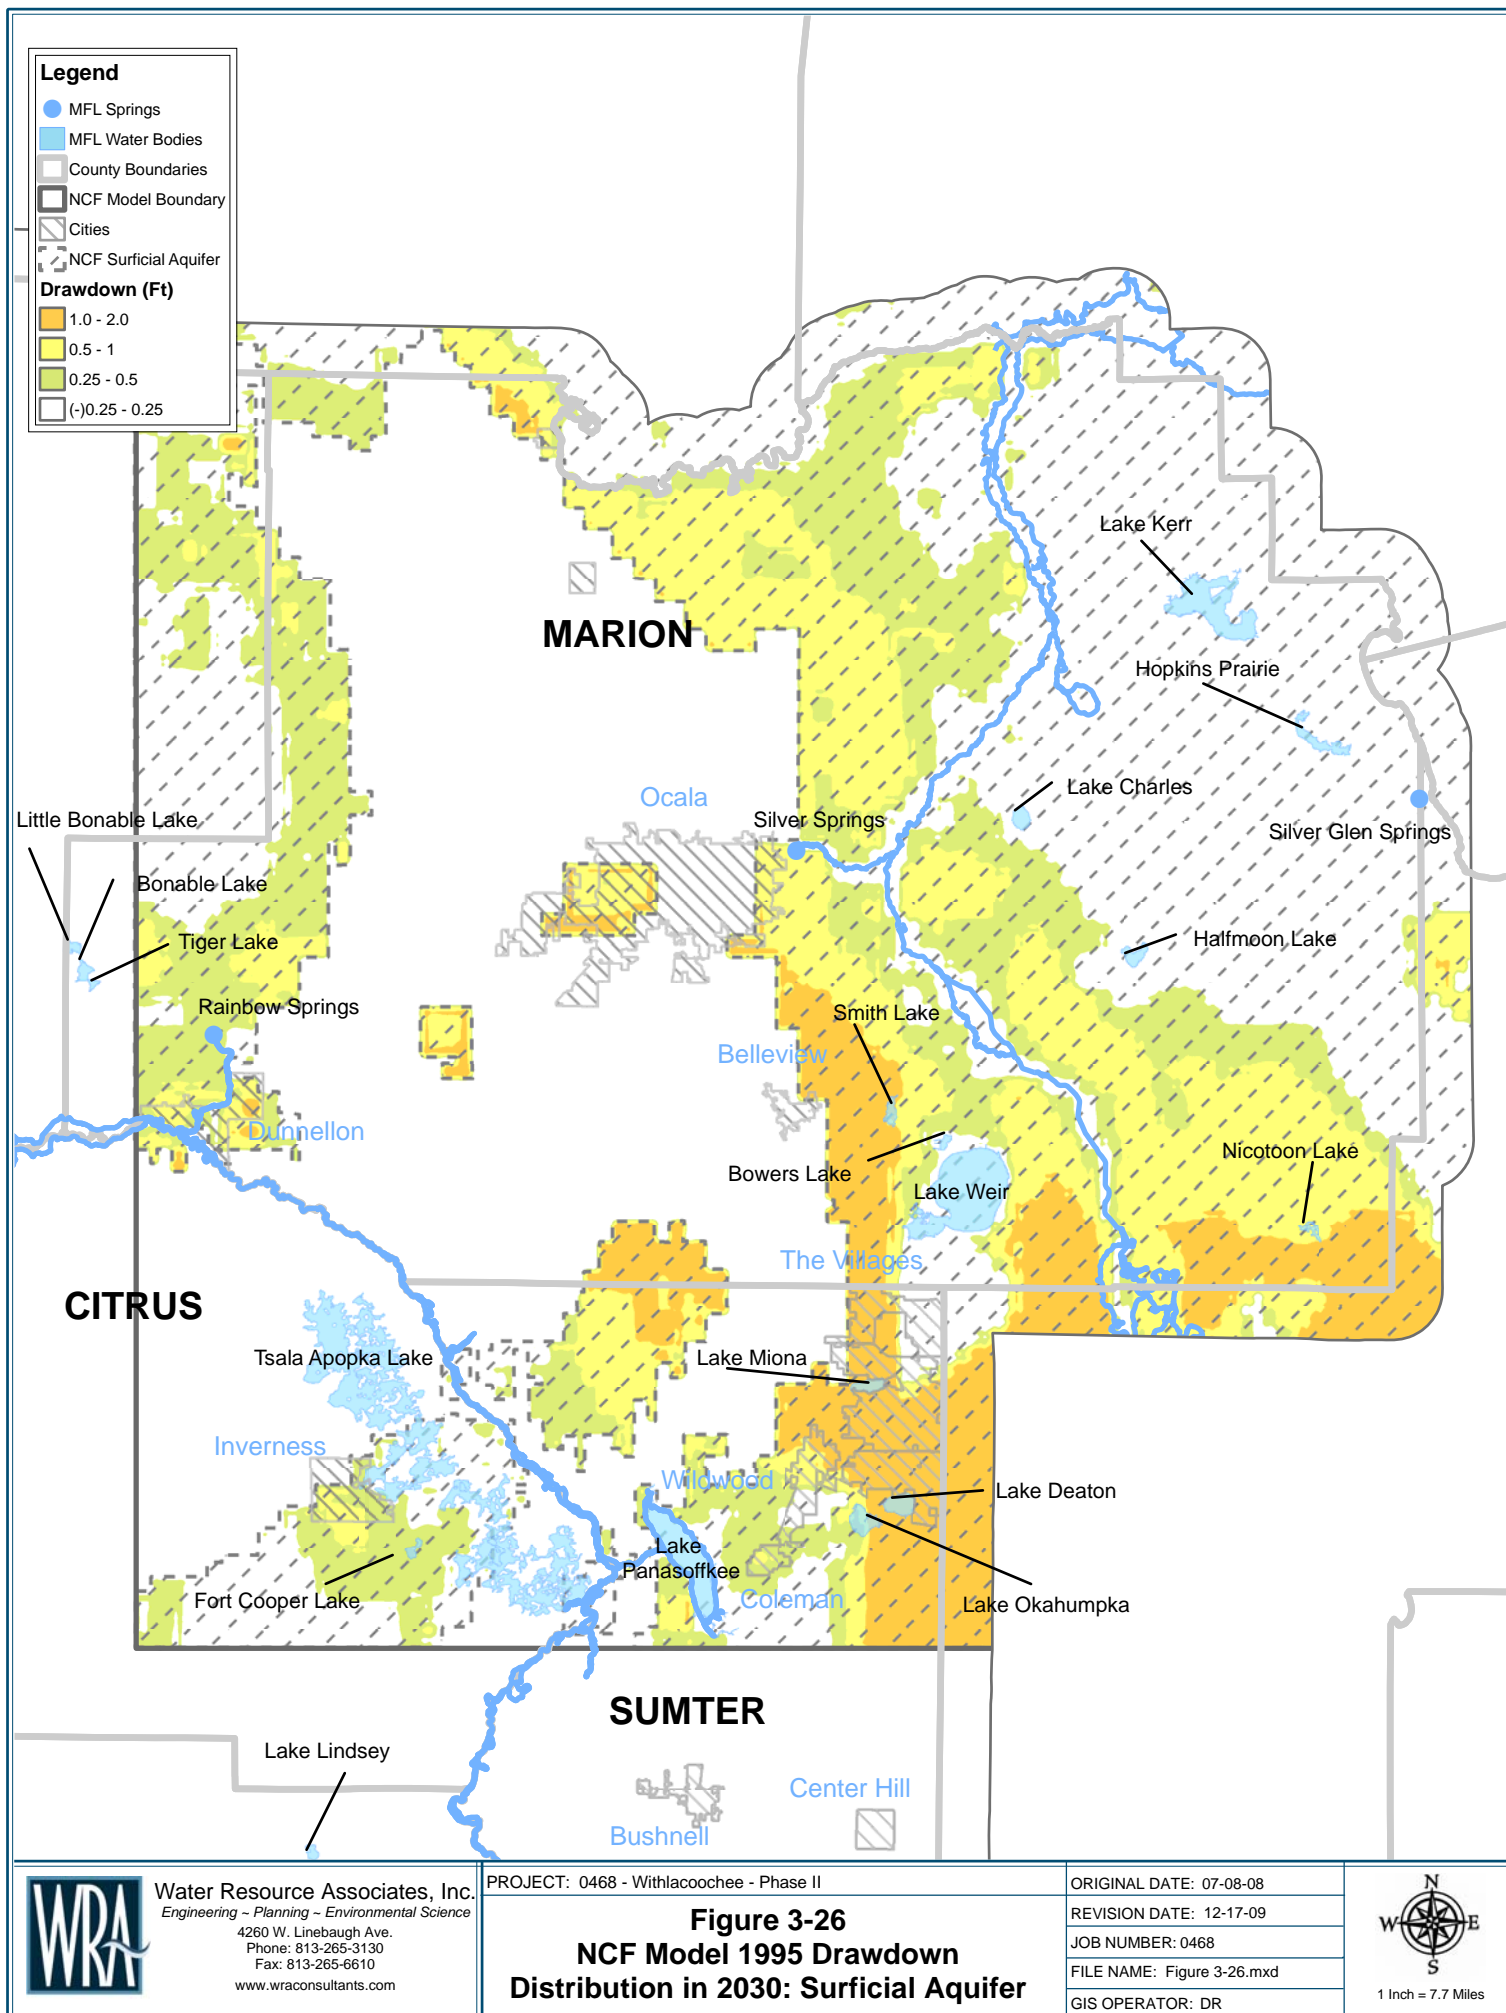 Legend
MFL Springs
MFL Water Bodies
County Boundaries
NCF Model Boundary
Cities
NCF Surficial Aquifer
Drawdown (Ft)
1.0 - 2.0
0.5 - 1
0.25 - 0.5
(-)0.25 - 0.25
Lake Kerr
MARION
Hopkins Prairie
Ocala
Lake Charles
Little Bonable Lake
Silver Springs
Silver Glen Springs
Bonable Lake
Tiger Lake
Halfmoon Lake
Rainbow Springs
Smith Lake
Belleview
Dunnellon
Bowers Lake
Nicotoon Lake
Lake Weir
The Villages
CITRUS
Tsala Apopka Lake
Lake Miona
Inverness
Wildwood
Lake Deaton
Lake
Panasoffkee
Fort Cooper Lake
Coleman
Lake Okahumpka
SUMTER
Lake Lindsey
Center Hill
Bushnell
WRA
Water Resource Associates, Inc.
Engineering ~ Planning ~ Environmental Science
4260 W. Linebaugh Ave.
Phone: 813-265-3130
Fax: 813-265-6610
www.wraconsultants.com
PROJECT: 0468 - Withlacoochee - Phase II
Figure 3-26
NCF Model 1995 Drawdown
Distribution in 2030: Surficial Aquifer
ORIGINAL DATE: 07-08-08
REVISION DATE: 12-17-09
JOB NUMBER: 0468
FILE NAME: Figure 3-26.mxd
GIS OPERATOR: DR
N
W E
S
1 Inch = 7.7 Miles